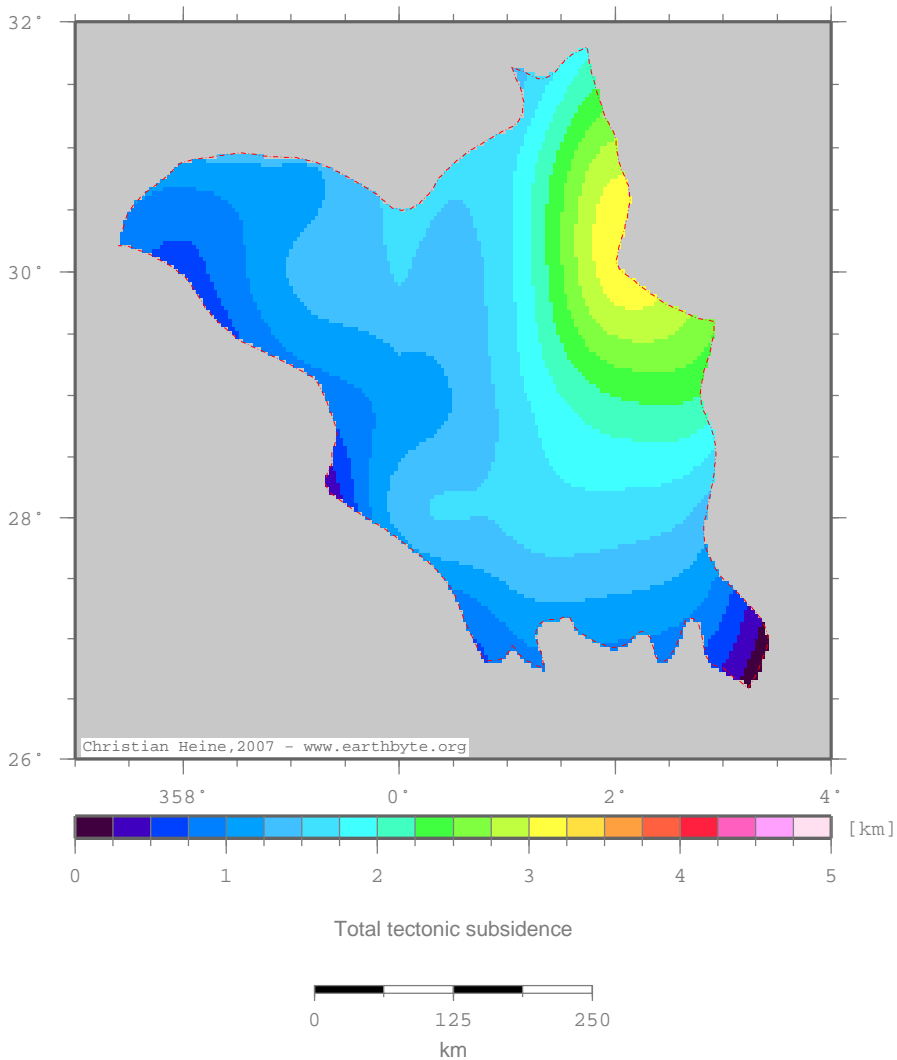 32°
30°
28°
26°
Christian Heine,2007 - www.earthbyte.org
358° 0° 2° 4°
[km]
0 1 2 3 4 5
Total tectonic subsidence
0 125 250
km